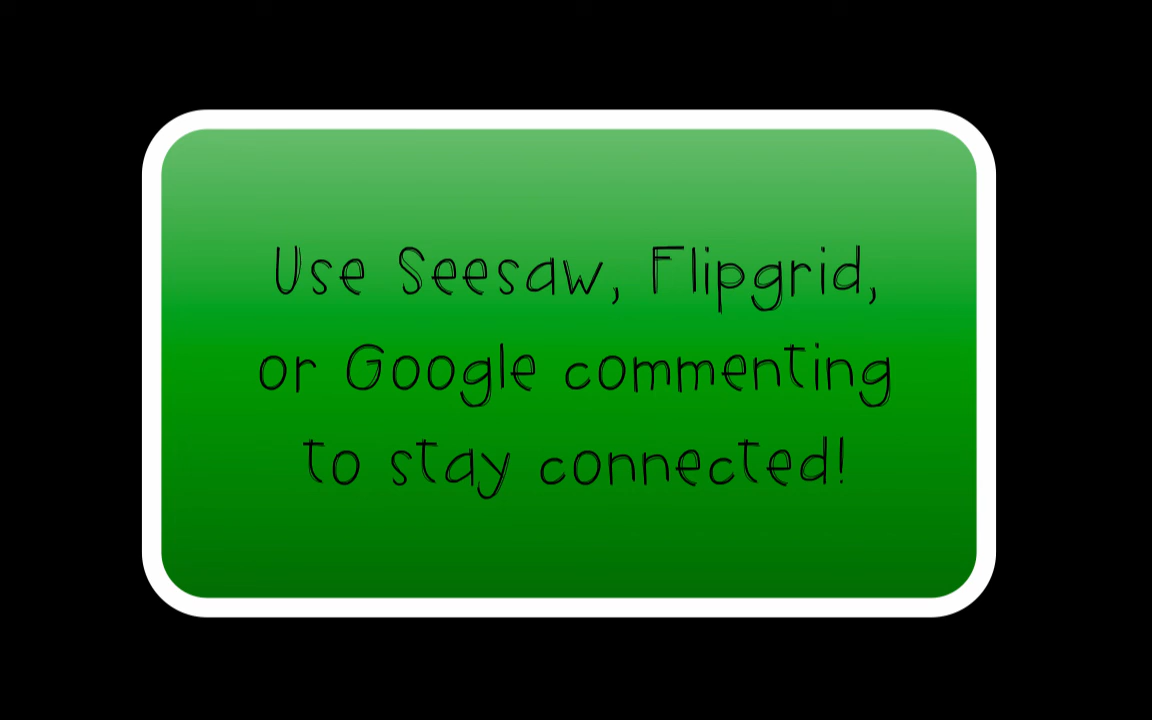 Use Seesaw, Flipgrid,
or Google commenting
to stay connected!